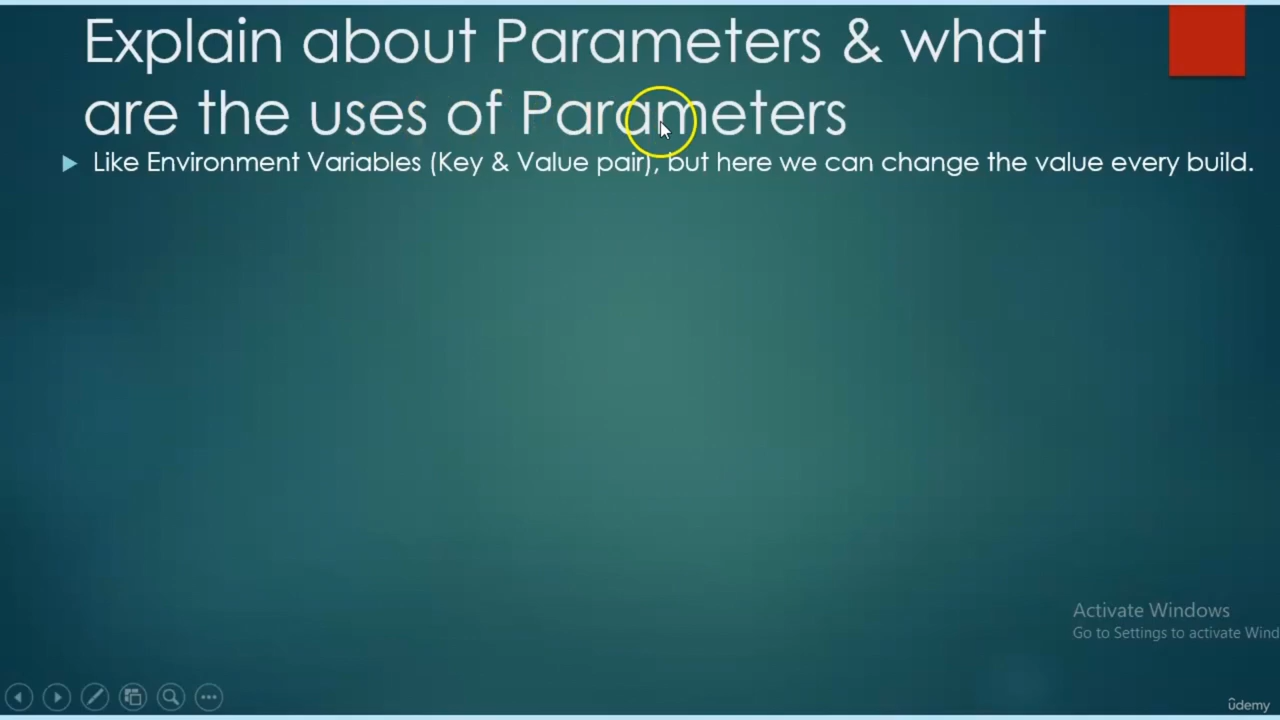 Explain about Parameters & what
are the uses of Parameters
Like Environment Variables (Key & Value pair), but here we can change the value every build.
Activate Windows
Go to Settings to activate Wind
ûdemy